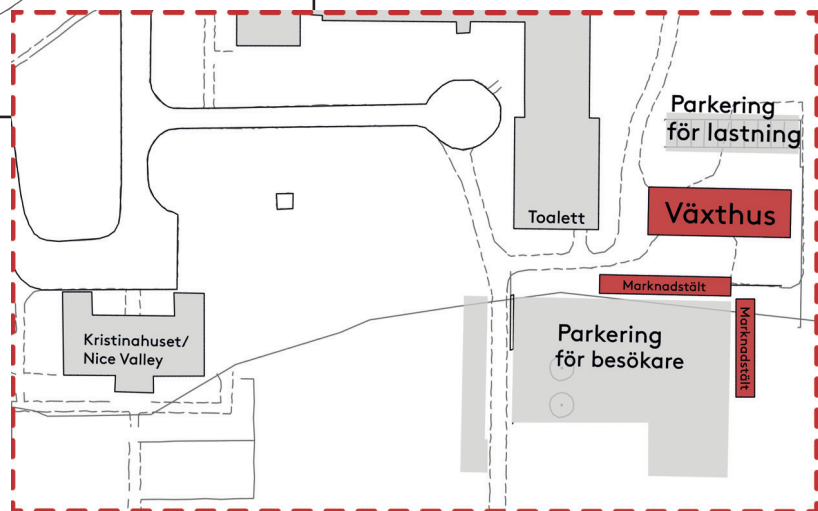 Parkering
för lastning
Växthus
Toalett
Marknadstält
Marknadstält
Parkering
för besökare
Kristinahuset/
Nice Valley